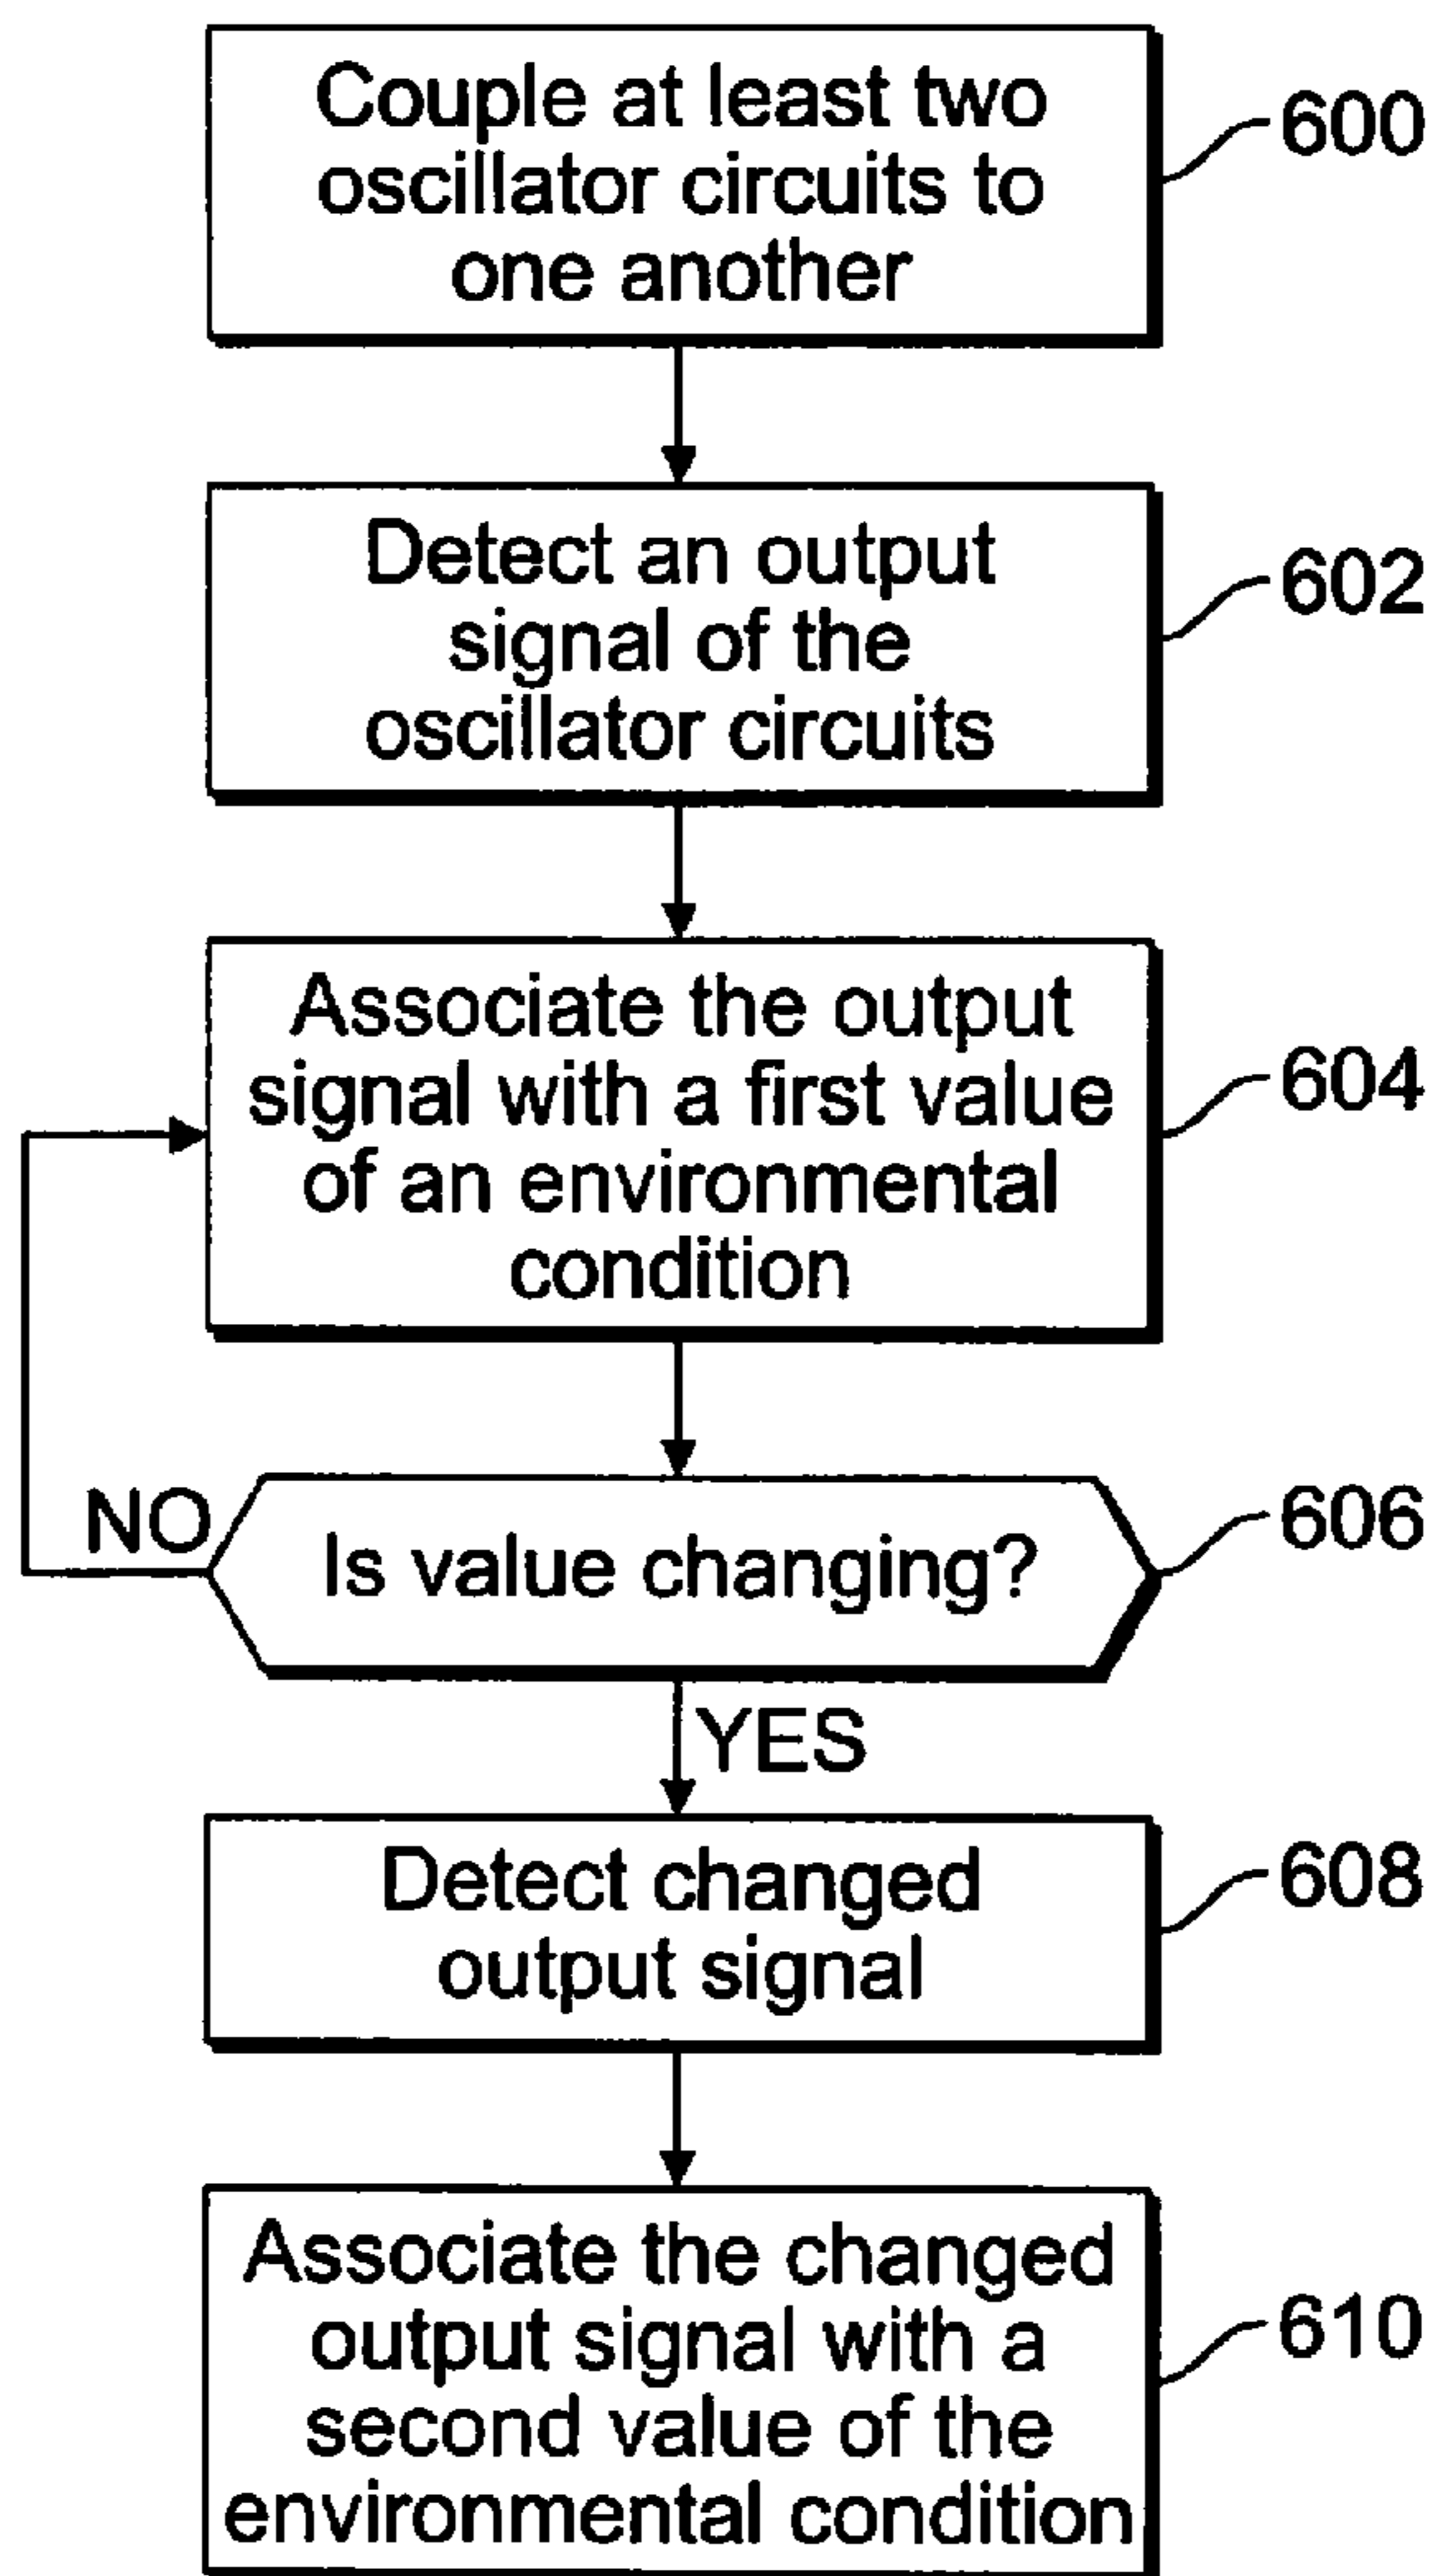 Couple at least two
oscillator circuits to
one another
600
Detect an output
signal of the
oscillator circuits
602
Associate the output
signal with a first value
of an environmental
condition
604
Is value changing?
606
NO
YES
Detect changed
output signal
608
Associate the changed
output signal with a
second value of the
environmental condition
610